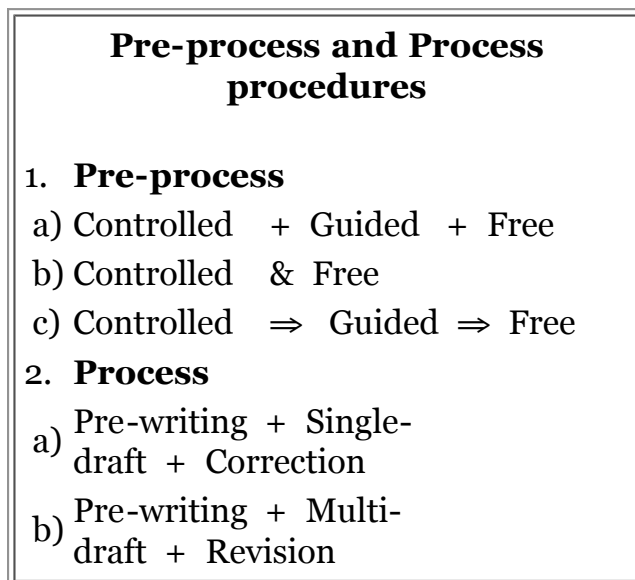 Pre-process and Process
procedures
1. Pre-process
a) Controlled + Guided + Free
b) Controlled & Free
c) Controlled ⇒ Guided ⇒ Free
2. Process
a) Pre-writing + Single-
draft + Correction
b) Pre-writing + Multi-
draft + Revision